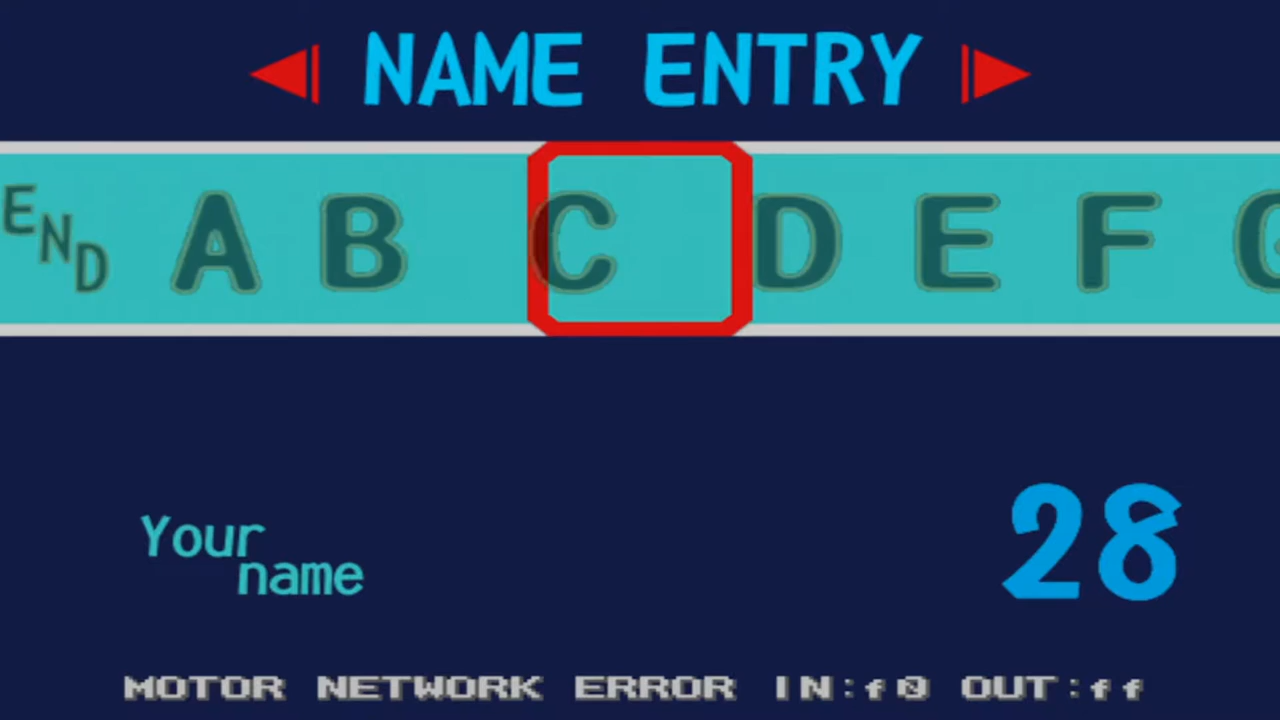 NAME ENTRY
END A B C D E F G
Your
name
28
MOTOR NETWORK ERROR IN:f0 OUT:ff